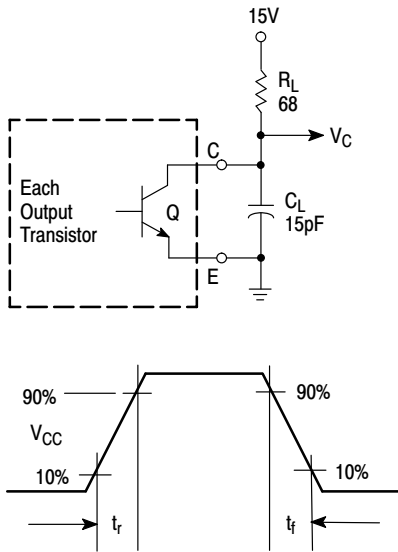 15V
R_L
68
V_C
C
Each
Output
Transistor
Q
C_L
15pF
E
90%
90%
V_CC
10%
10%
t_r
t_f